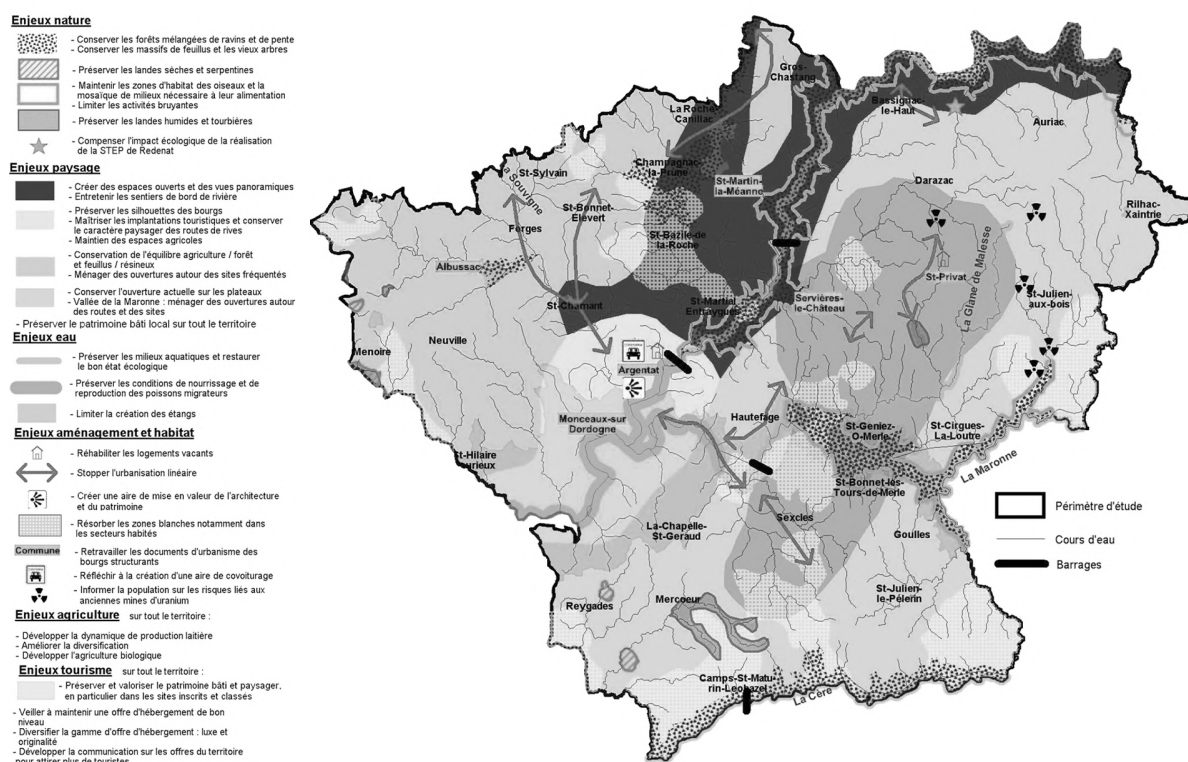 Enjeux nature
- Conserver les forêts mélangées de ravins et de pente
- Conserver les massifs de feuillus et les vieux arbres
- Préserver les landes sèches et serpentines
- Maintenir les zones d'habitat des oiseaux et la
mosaïque de milieux nécessaire à leur alimentation
- Limiter les activités bruyantes
- Préserver les landes humides et tourbières
- Compenser l'impact écologique de la réalisation
de la STEP de Redenat
Enjeux paysage
- Créer des espaces ouverts et des vues panoramiques
- Entretenir les sentiers de bord de rivière
- Préserver les silhouettes des bourgs
- Maîtriser les implantations touristiques et conserver
le caractère paysager des routes de rives
- Maintien des espaces agricoles
- Conservation de l'équilibre agriculture / forêt
et feuillus / résineux
- Ménager des ouvertures autour des sites fréquentés
- Conserver l'ouverture actuelle sur les plateaux
- Vallée de la Maronne : ménager des ouvertures autour
des routes et des sites
- Préserver le patrimoine bâti local sur tout le territoire
Enjeux eau
- Préserver les milieux aquatiques et restaurer
le bon état écologique
- Préserver les conditions de nourrissage et de
reproduction des poissons migrateurs
- Limiter la création des étangs
Enjeux aménagement et habitat
- Réhabiliter les logements vacants
- Stopper l'urbanisation linéaire
- Créer une aire de mise en valeur de l'architecture
et du patrimoine
- Résorber les zones blanches notamment dans
les secteurs habités
Commune
- Retravailler les documents d'urbanisme des
bourgs structurants
- Réfléchir à la création d'une aire de covoiturage
- Informer la population sur les risques liés aux
anciennes mines d'uranium
Enjeux agriculture sur tout le territoire :
- Développer la dynamique de production laitière
- Améliorer la diversification
- Développer l'agriculture biologique
Enjeux tourisme sur tout le territoire :
- Préserver et valoriser le patrimoine bâti et paysager,
en particulier dans les sites inscrits et classés
- Veiller à maintenir une offre d'hébergement de bon
niveau
- Diversifier la gamme d'offre d'hébergement : luxe et
originalité
- Développer la communication sur les offres du territoire
pour attirer plus de touristes
Gros-
Chastang
La Roche-
Canillac
Bassignac-
le-Haut
Auriac
Champagnac-
la-Prune
St-Sylvain
La Souvigne
St-Martin-
la-Méanne
Darazac
Rilhac-
Xaintrie
St-Bonnet-
Elevert
Forges
St-Bazile-de
la-Roche
Albussac
St-Privat
La Glane de Malesse
St-Julien-
aux-bois
St-Chamant
St-Martial
Entraygues
Servières-
le-Château
Menoire
Neuville
Argentat
Monceaux-sur
Dordogne
Hautefage
St-Geniez-
O-Merle
St-Cirgues-
La-Loutre
St-Hilaire
La Maronne
St-Bonnet-les-
Tours-de-Merle
La-Chapelle-
St-Geraud
Sexcles
Goulles
St-Julien-
le-Pélerin
Reygades
Mercoeur
Camps-St-Matu-
rin-Leobazel
La Cère
Périmètre d'étude
Cours d'eau
Barrages